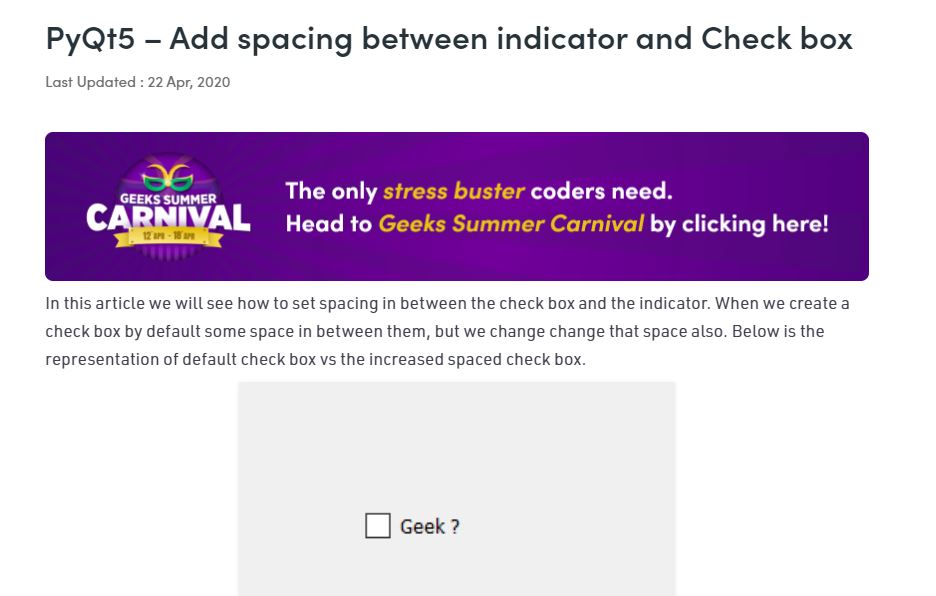 PyQt5 – Add spacing between indicator and Check box
Last Updated : 22 Apr, 2020
GEEKS SUMMER
CARNIVAL
12 APR - 18 APR
The only stress buster coders need.
Head to Geeks Summer Carnival by clicking here!
In this article we will see how to set spacing in between the check box and the indicator. When we create a
check box by default some space in between them, but we change change that space also. Below is the
representation of default check box vs the increased spaced check box.
Geek ?